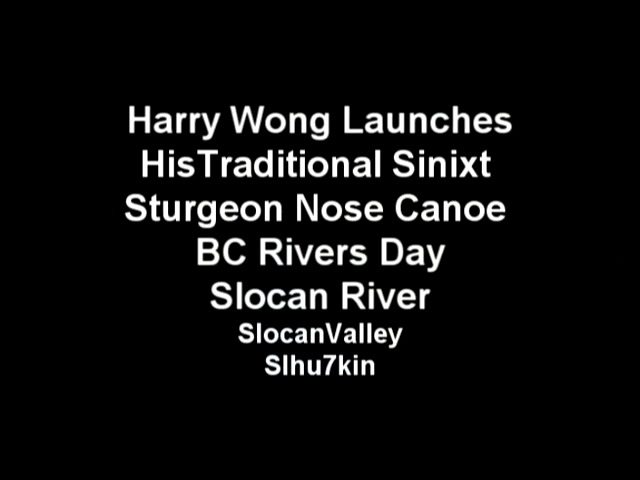 Harry Wong Launches
HisTraditional Sinixt
Sturgeon Nose Canoe
BC Rivers Day
Slocan River
SlocanValley
Slhu7kin